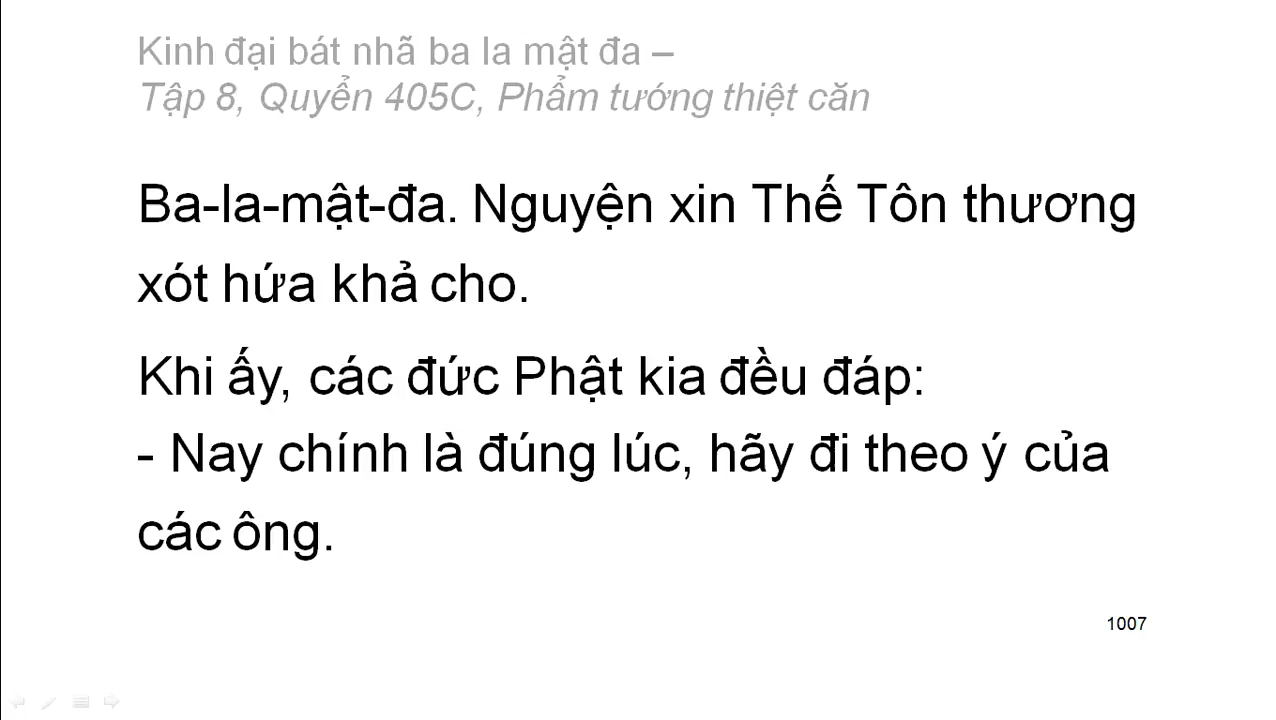 Kinh đại bát nhã ba la mật đa –
Tập 8, Quyển 405C, Phẩm tướng thiệt căn
Ba-la-mật-đa. Nguyện xin Thế Tôn thương
xót hứa khả cho.
Khi ấy, các đức Phật kia đều đáp:
- Nay chính là đúng lúc, hãy đi theo ý của
các ông.
1007